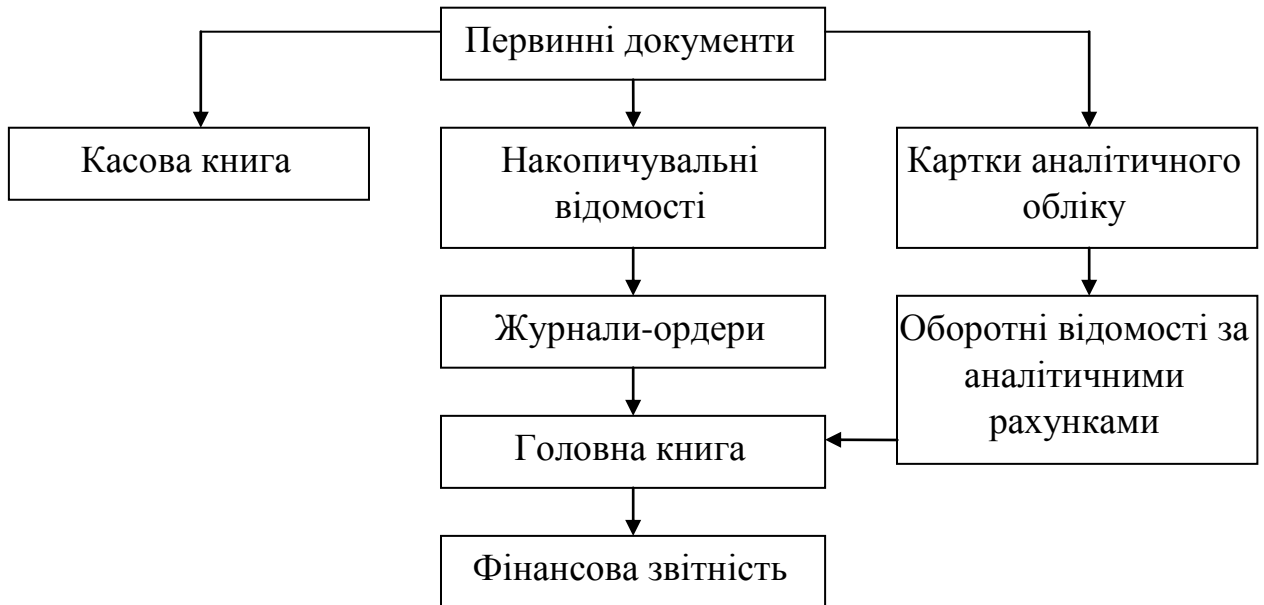 Первинні документи
Касова книга
Накопичувальні
відомості
Картки аналітичного
обліку
Журнали-ордери
Оборотні відомості за
аналітичними
рахунками
Головна книга
Фінансова звітність